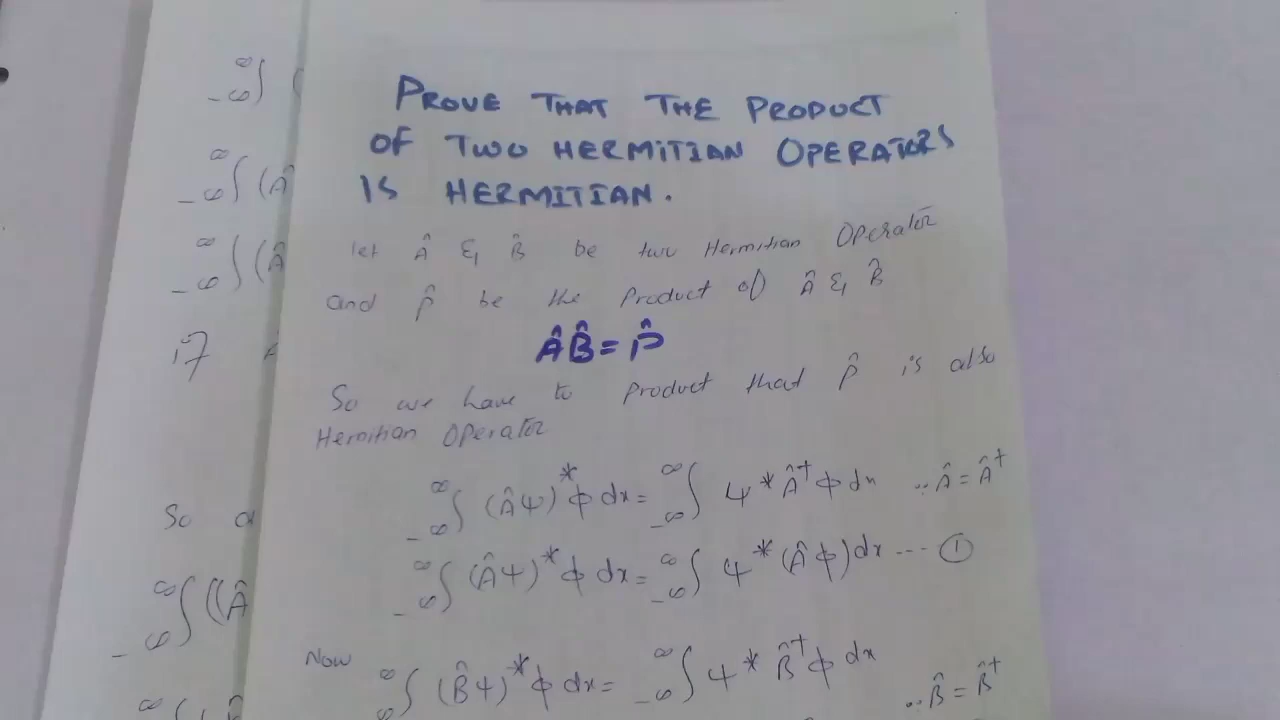 PROVE THAT THE PRODUCT
OF TWO HERMITIAN OPERATORS
IS HERMITIAN.
let Â & B̂ be two Hermitian Operator
and P̂ be the Product of Â & B̂
ÂB̂ = P̂
So we have to Product that P̂ is also
Hermitian Operator
-∞∫∞ (Âψ)*ϕ dx = -∞∫∞ ψ*Â†ϕ dx ∵ Â = Â†
-∞∫∞ (Âψ)*ϕ dx = -∞∫∞ ψ*(Âϕ)dx --- ①
Now ∞∫ (B̂ψ)*ϕ dx = -∞∫∞ ψ* B̂†ϕ dx
∵ B̂ = B̂†
-∞∫∞ (
-∞∫∞ (Â
-∞∫∞ (Â
if
So
-∞∫∞ ((Â
∞∫